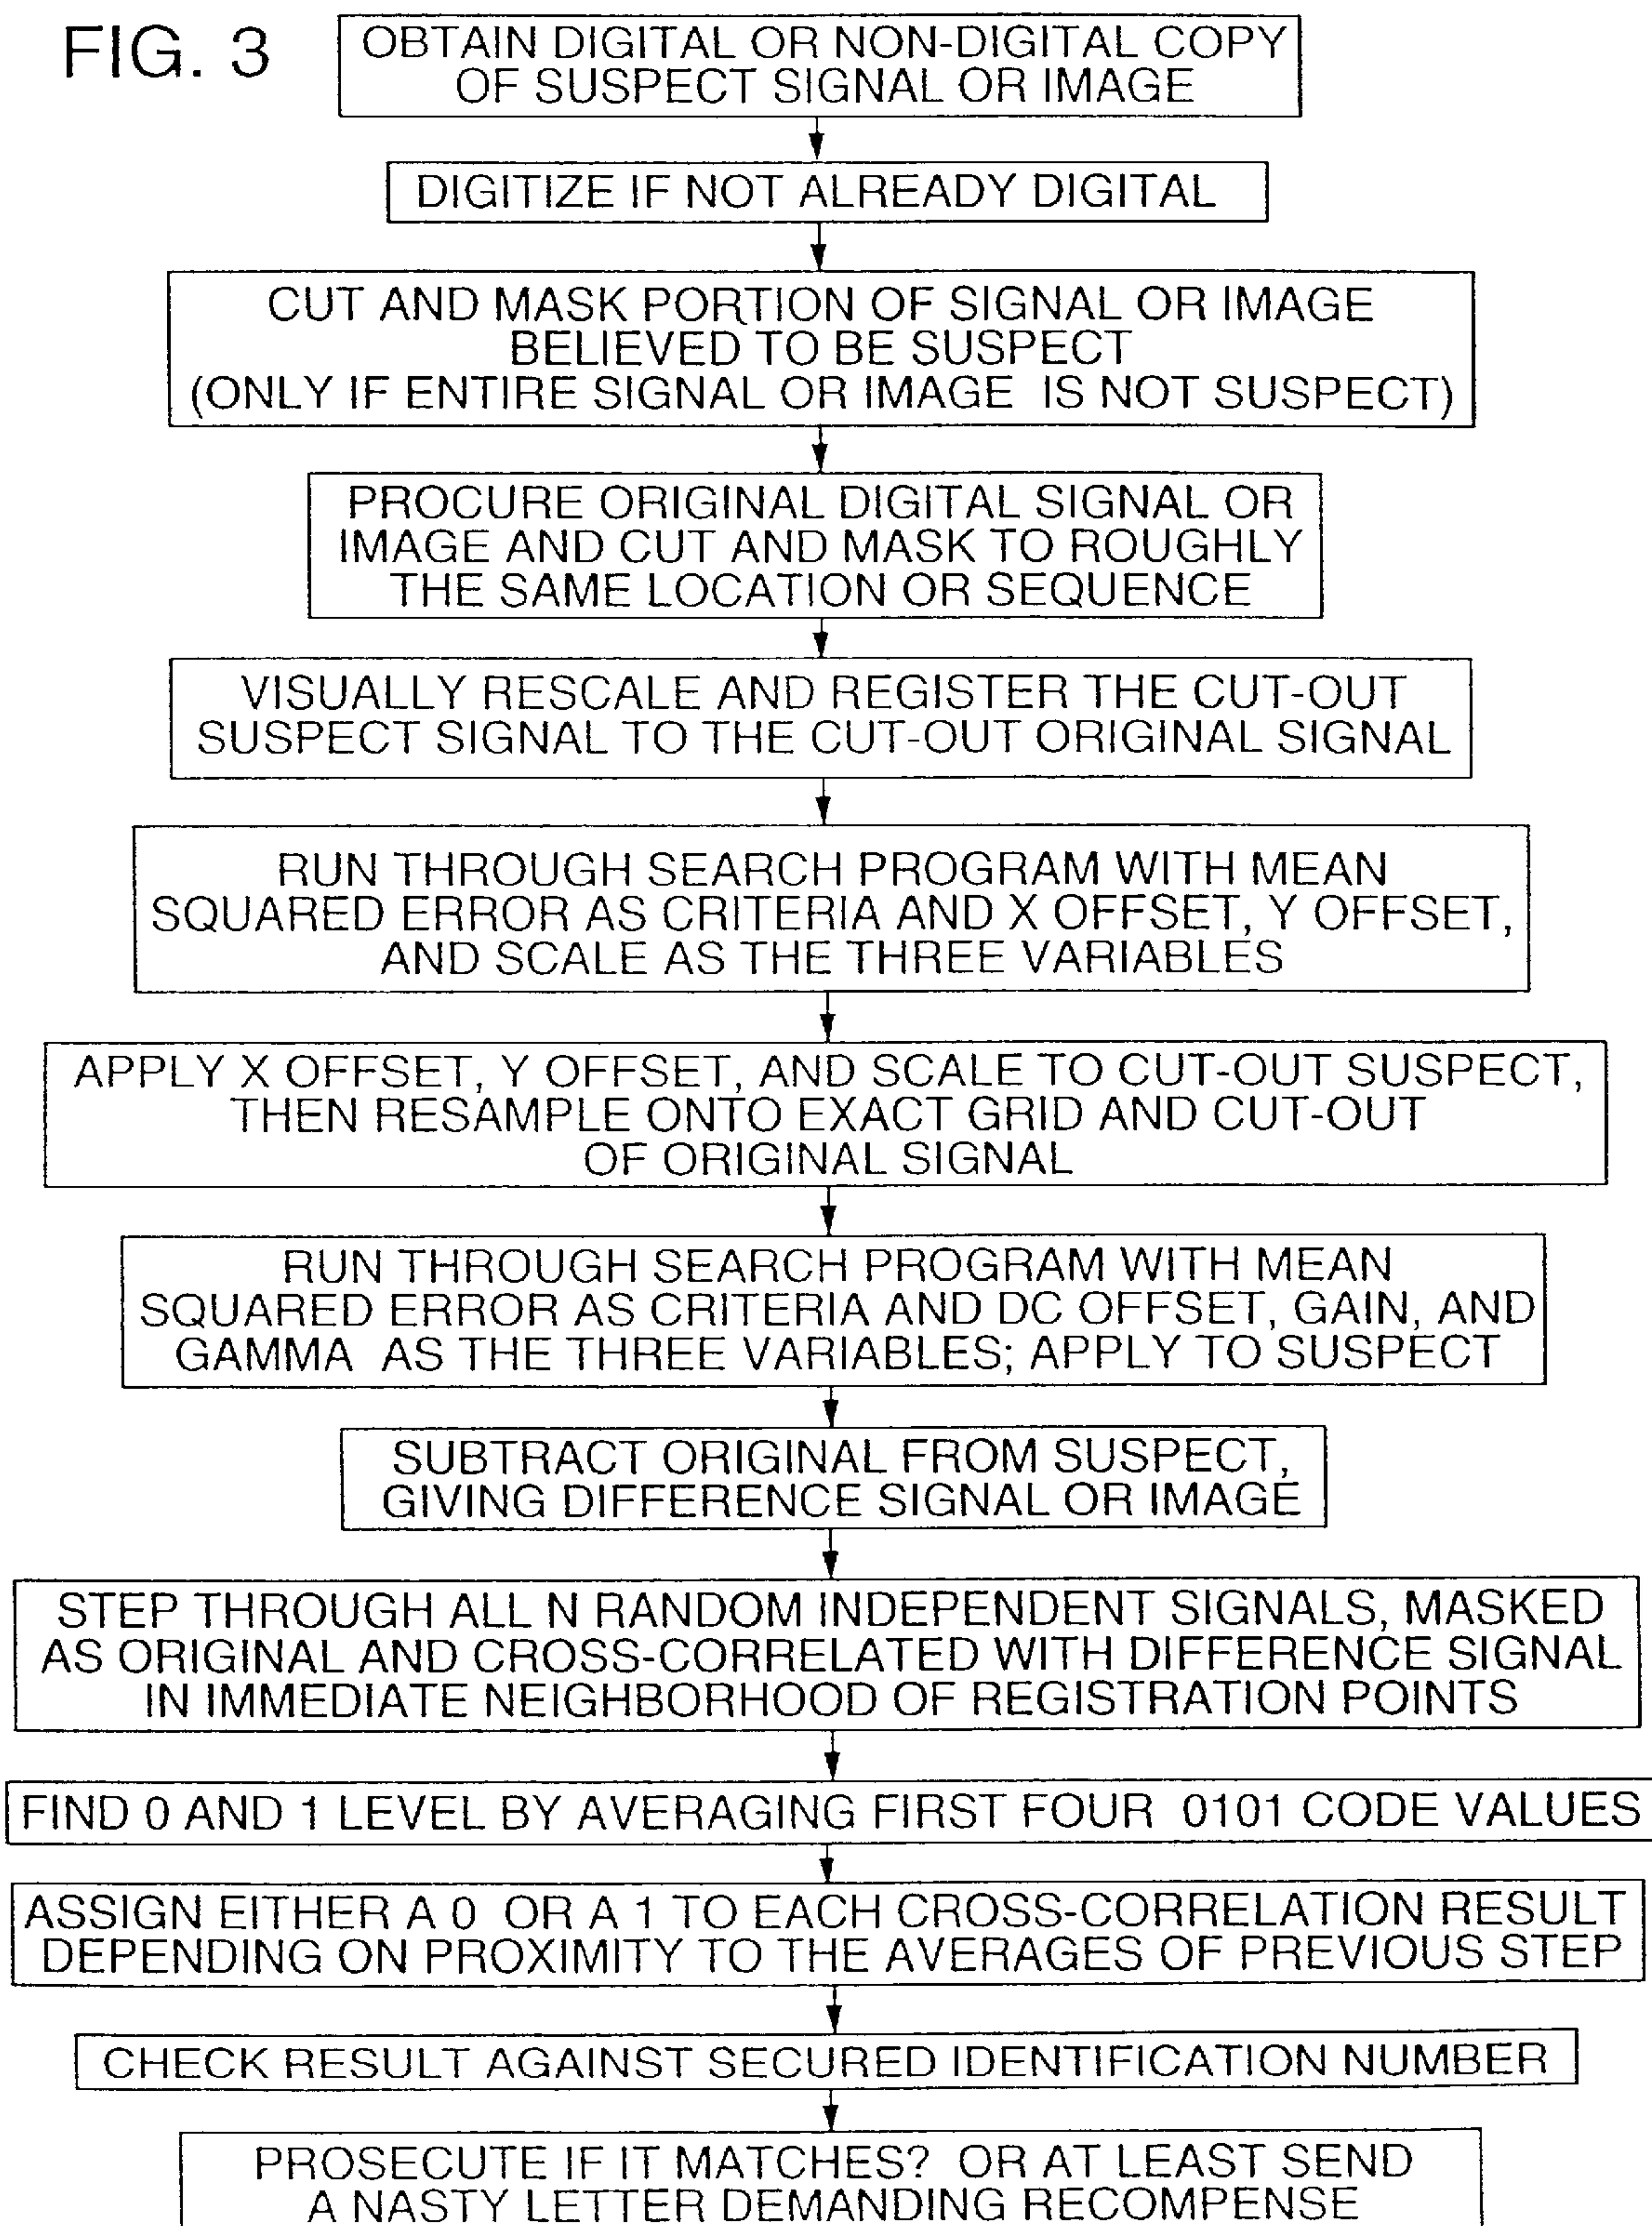 FIG. 3
OBTAIN DIGITAL OR NON-DIGITAL COPY
OF SUSPECT SIGNAL OR IMAGE
DIGITIZE IF NOT ALREADY DIGITAL
CUT AND MASK PORTION OF SIGNAL OR IMAGE
BELIEVED TO BE SUSPECT
(ONLY IF ENTIRE SIGNAL OR IMAGE IS NOT SUSPECT)
PROCURE ORIGINAL DIGITAL SIGNAL OR
IMAGE AND CUT AND MASK TO ROUGHLY
THE SAME LOCATION OR SEQUENCE
VISUALLY RESCALE AND REGISTER THE CUT-OUT
SUSPECT SIGNAL TO THE CUT-OUT ORIGINAL SIGNAL
RUN THROUGH SEARCH PROGRAM WITH MEAN
SQUARED ERROR AS CRITERIA AND X OFFSET, Y OFFSET,
AND SCALE AS THE THREE VARIABLES
APPLY X OFFSET, Y OFFSET, AND SCALE TO CUT-OUT SUSPECT,
THEN RESAMPLE ONTO EXACT GRID AND CUT-OUT
OF ORIGINAL SIGNAL
RUN THROUGH SEARCH PROGRAM WITH MEAN
SQUARED ERROR AS CRITERIA AND DC OFFSET, GAIN, AND
GAMMA AS THE THREE VARIABLES; APPLY TO SUSPECT
SUBTRACT ORIGINAL FROM SUSPECT,
GIVING DIFFERENCE SIGNAL OR IMAGE
STEP THROUGH ALL N RANDOM INDEPENDENT SIGNALS, MASKED
AS ORIGINAL AND CROSS-CORRELATED WITH DIFFERENCE SIGNAL
IN IMMEDIATE NEIGHBORHOOD OF REGISTRATION POINTS
FIND 0 AND 1 LEVEL BY AVERAGING FIRST FOUR 0101 CODE VALUES
ASSIGN EITHER A 0 OR A 1 TO EACH CROSS-CORRELATION RESULT
DEPENDING ON PROXIMITY TO THE AVERAGES OF PREVIOUS STEP
CHECK RESULT AGAINST SECURED IDENTIFICATION NUMBER
PROSECUTE IF IT MATCHES? OR AT LEAST SEND
A NASTY LETTER DEMANDING RECOMPENSE